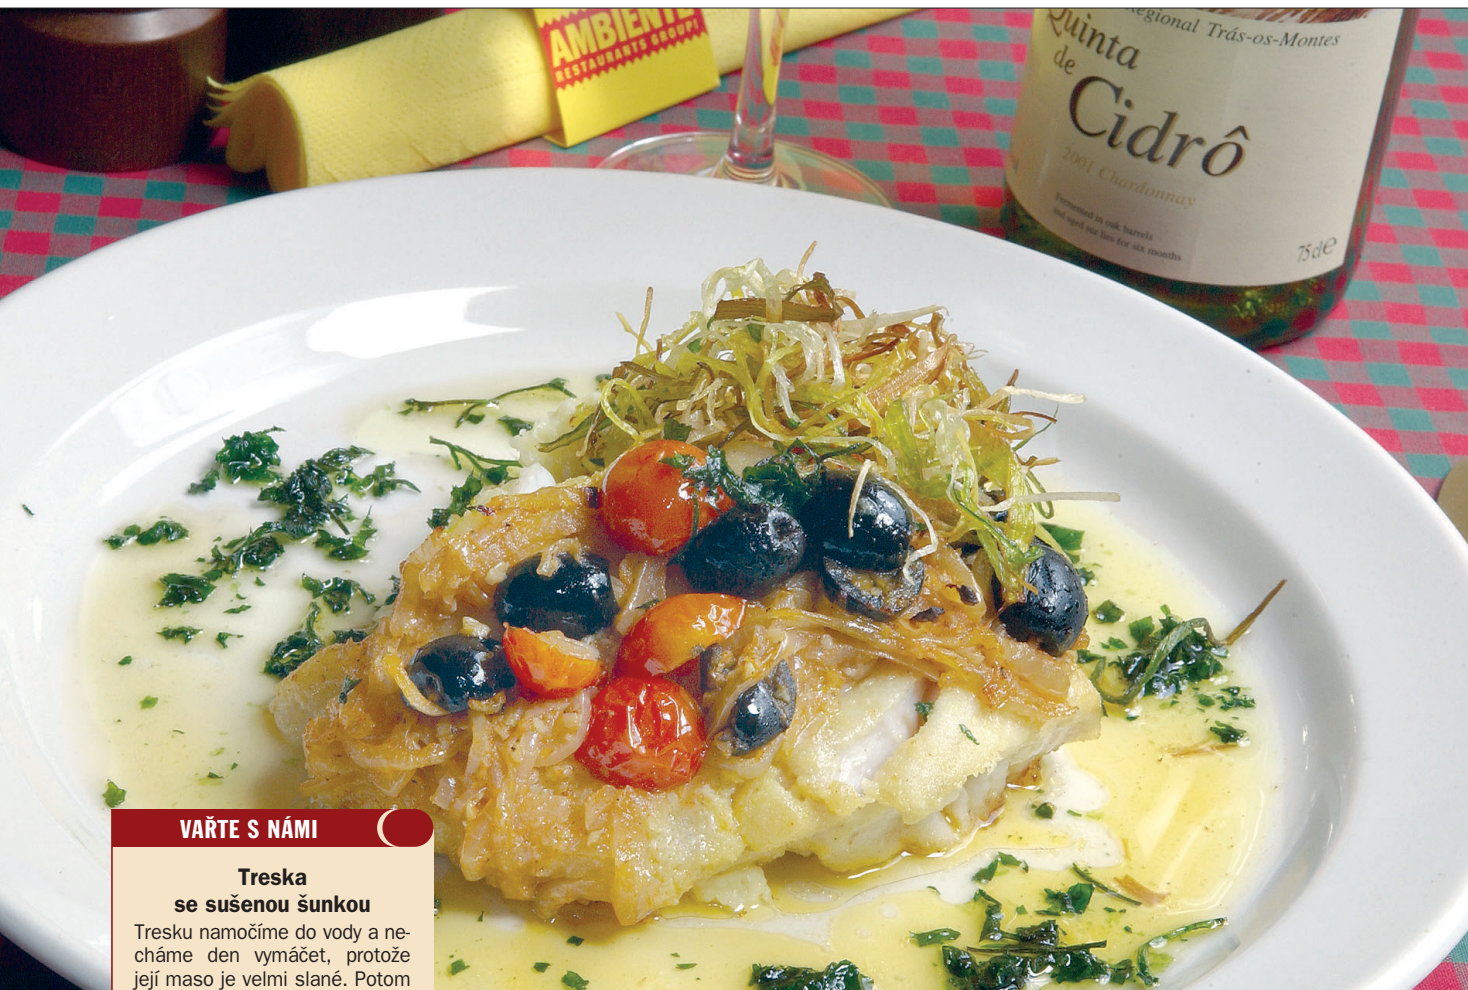 AMBIENTE
RESTAURANTS GROUP!
Regional Trás-os-Montes
Quinta
de
Cidrô
2001 Chardonnay
Fermented in oak barrels
and aged sur lies for six months
75 cl e
VAŘTE S NÁMI
Treska
se sušenou šunkou
Tresku namočíme do vody a ne-
cháme den vymáčet, protože
její maso je velmi slané. Potom